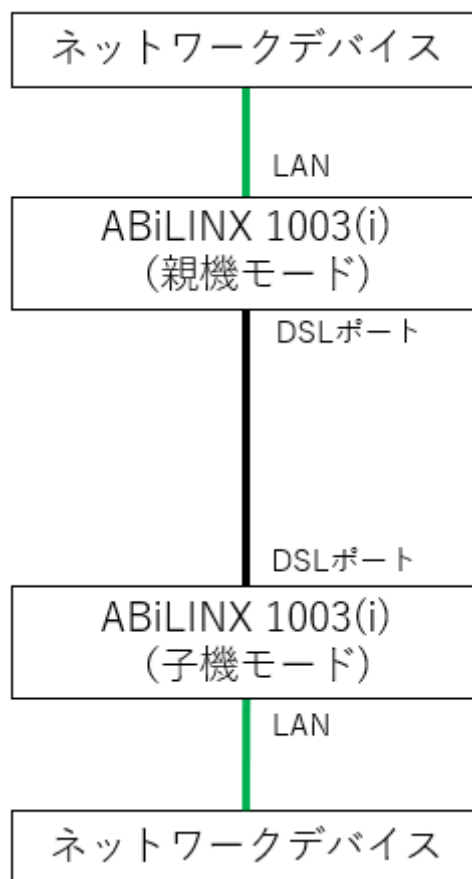 ネットワークデバイス
LAN
ABiLINX 1003(i)
(親機モード)
DSLポート
DSLポート
ABiLINX 1003(i)
(子機モード)
LAN
ネットワークデバイス